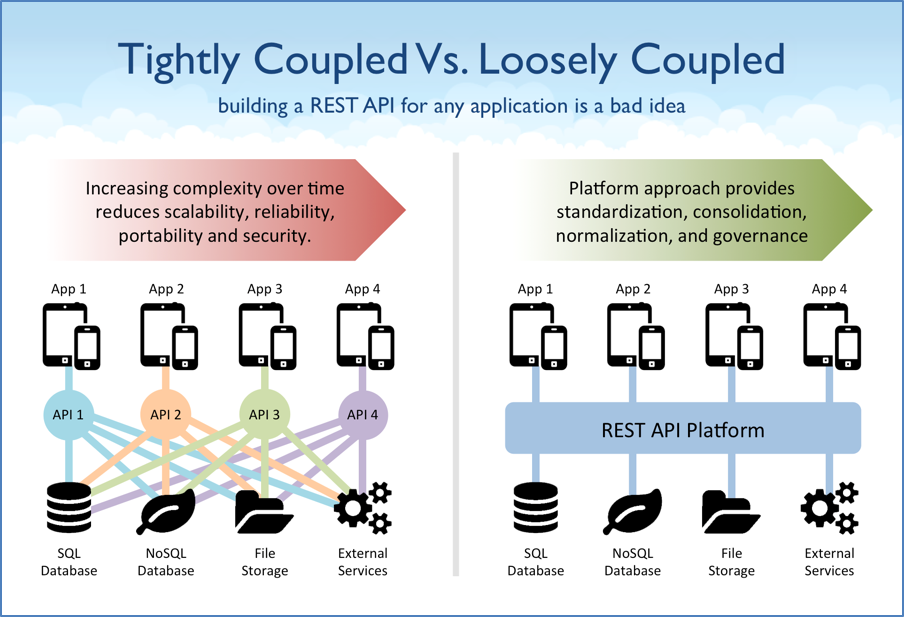 Tightly Coupled Vs. Loosely Coupled
building a REST API for any application is a bad idea
Increasing complexity over time
reduces scalability, reliability,
portability and security.
App 1
App 2
App 3
App 4
API 1
API 2
API 3
API 4
SQL
Database
NoSQL
Database
File
Storage
External
Services
Platform approach provides
standardization, consolidation,
normalization, and governance
App 1
App 2
App 3
App 4
REST API Platform
SQL
Database
NoSQL
Database
File
Storage
External
Services